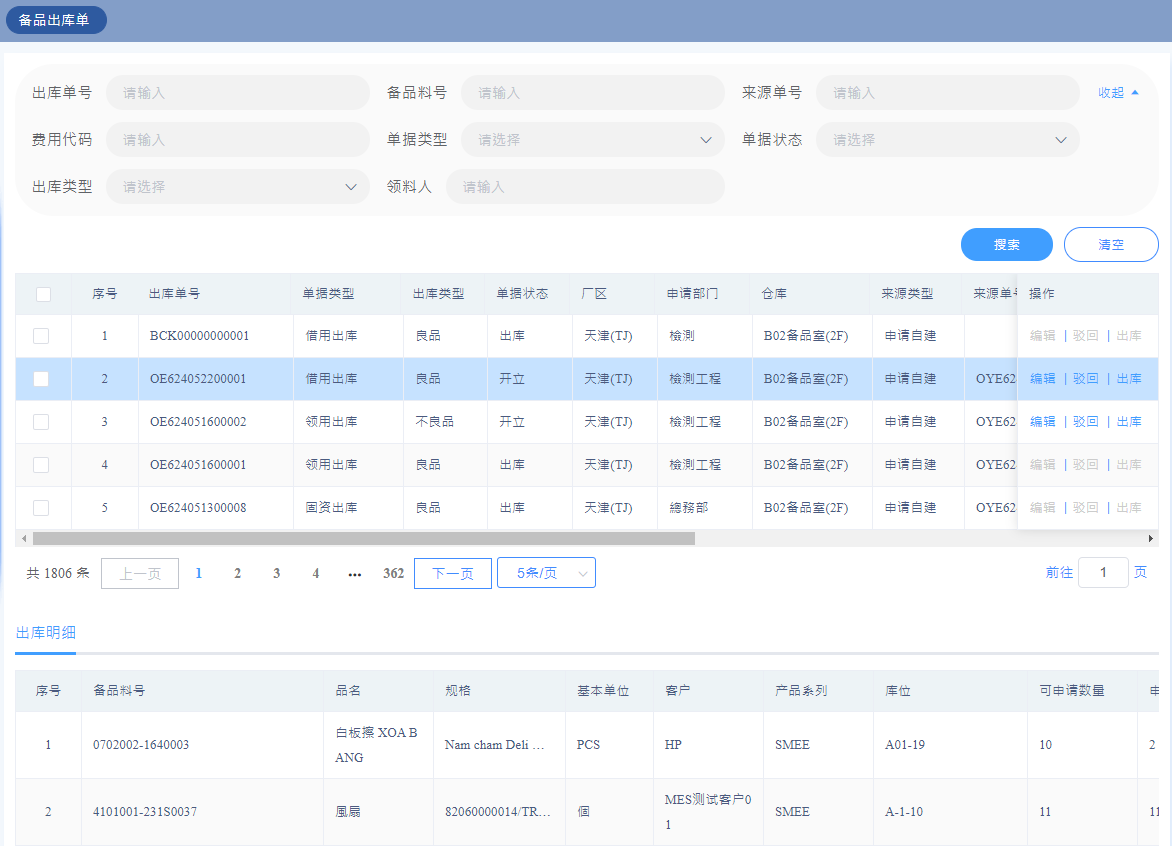 备品出库单
出库单号 请输入 备品料号 请输入 来源单号 请输入 收起
费用代码 请输入 单据类型 请选择 单据状态 请选择
出库类型 请选择 领料人 请输入
搜索 清空
序号 出库单号 单据类型 出库类型 单据状态 厂区 申请部门 仓库 来源类型 来源单号 操作
1 BCK00000000001 借用出库 良品 出库 天津(TJ) 檢测 B02备品室(2F) 申请自建 编辑 | 驳回 | 出库
2 OE624052200001 借用出库 良品 开立 天津(TJ) 檢測工程 B02备品室(2F) 申请自建 OYE62 编辑 | 驳回 | 出库
3 OE624051600002 领用出库 不良品 开立 天津(TJ) 檢測工程 B02备品室(2F) 申请自建 OYE62 编辑 | 驳回 | 出库
4 OE624051600001 领用出库 良品 出库 天津(TJ) 檢測工程 B02备品室(2F) 申请自建 OYE62 编辑 | 驳回 | 出库
5 OE624051300008 固资出库 良品 出库 天津(TJ) 總務部 B02备品室(2F) 申请自建 OYE62 编辑 | 驳回 | 出库
共 1806 条 上一页 1 2 3 4 ••• 362 下一页 5条/页 前往 1 页
出库明细
序号 备品料号 品名 规格 基本单位 客户 产品系列 库位 可申请数量 申
1 0702002-1640003 白板擦 XOA B Nam cham Deli … PCS HP SMEE A01-19 10 2
ANG
2 4101001-231S0037 風扇 82060000014/TR… 個 MES测试客户0 SMEE A-1-10 11 11
1